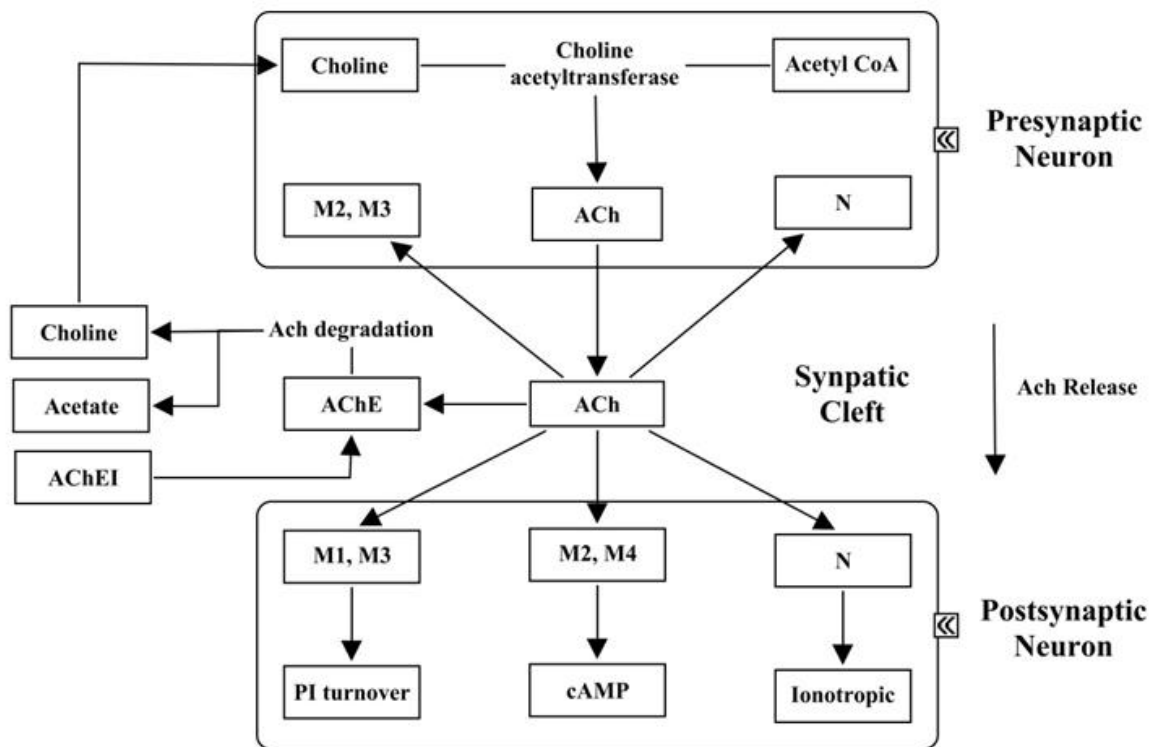 Choline
Choline
acetyltransferase
Acetyl CoA
Presynaptic
Neuron
M2, M3
ACh
N
Choline
Ach degradation
Acetate
AChE
ACh
Synpatic
Cleft
Ach Release
AChEI
M1, M3
M2, M4
N
Postsynaptic
Neuron
PI turnover
cAMP
Ionotropic